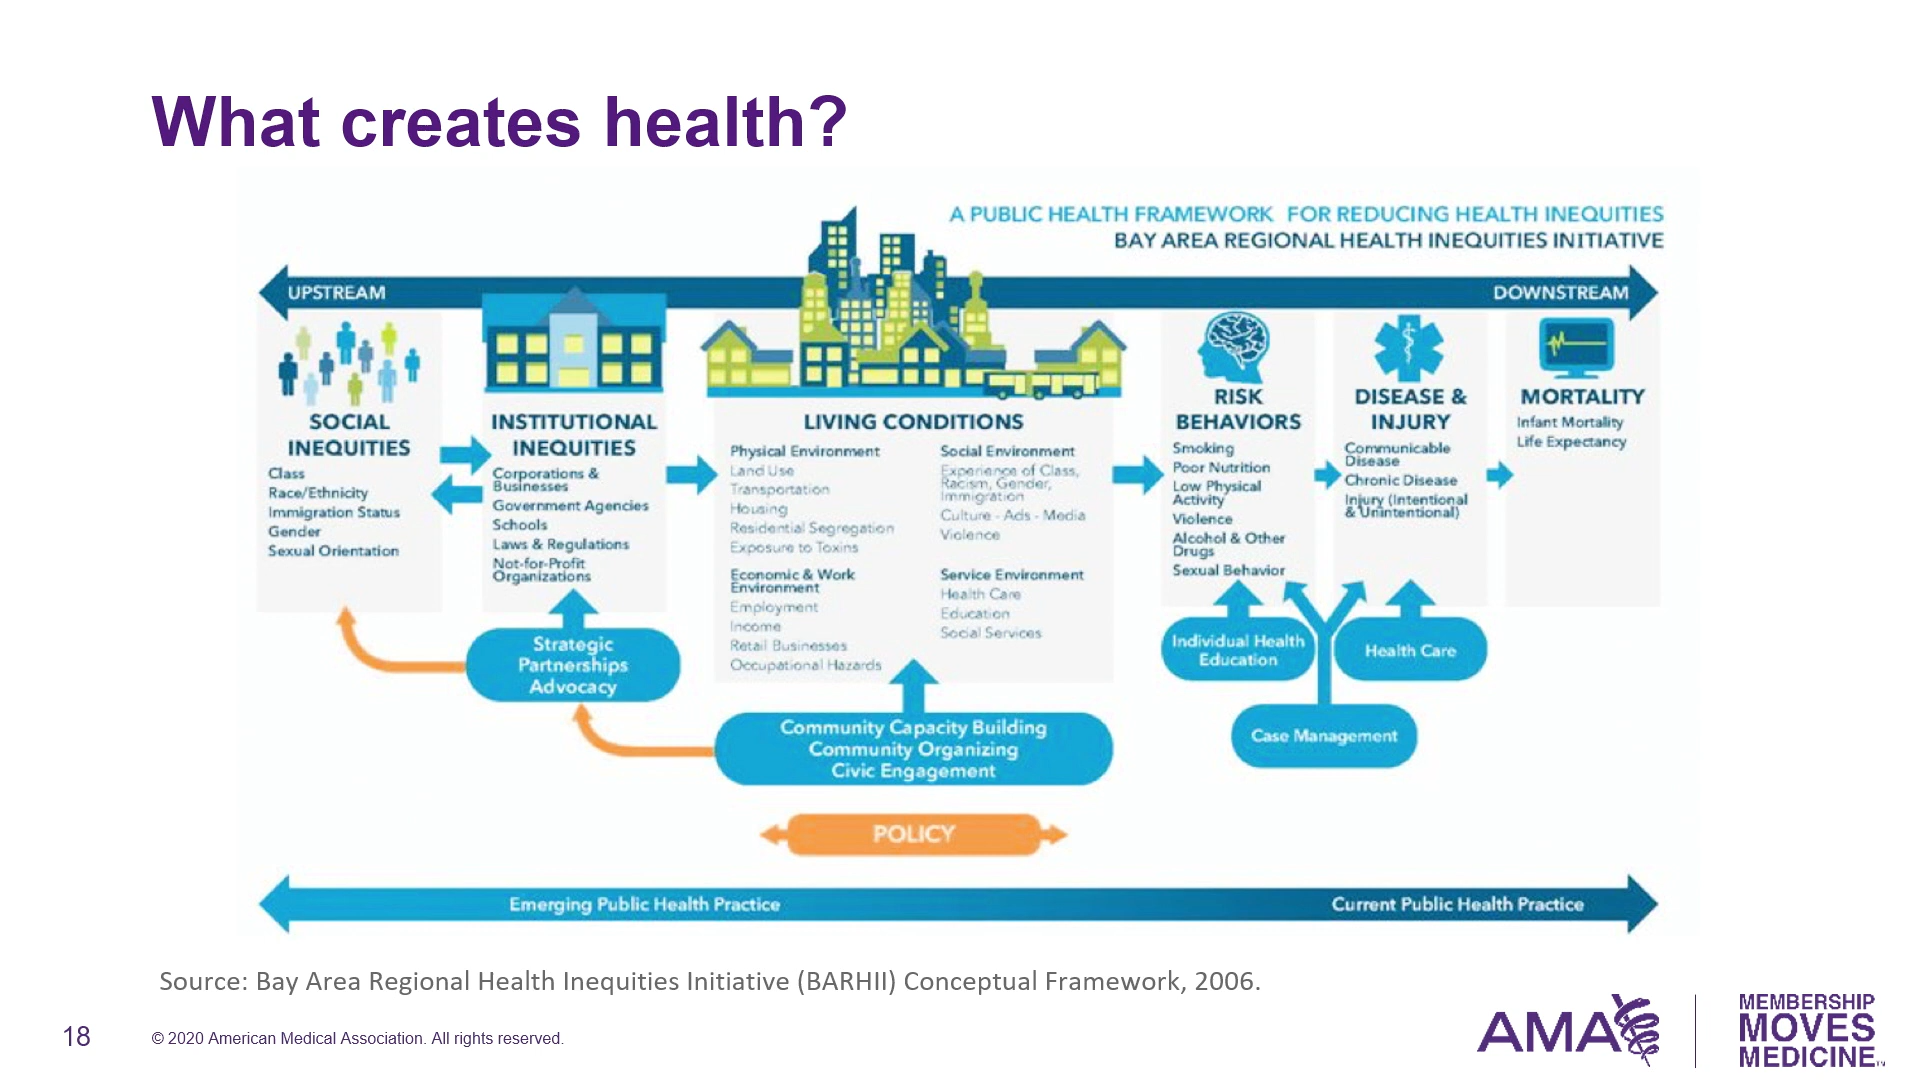 What creates health?
A PUBLIC HEALTH FRAMEWORK FOR REDUCING HEALTH INEQUITIES
BAY AREA REGIONAL HEALTH INEQUITIES INITIATIVE
UPSTREAM
DOWNSTREAM
SOCIAL
INEQUITIES
Class
Race/Ethnicity
Immigration Status
Gender
Sexual Orientation
INSTITUTIONAL
INEQUITIES
Corporations &
Businesses
Government Agencies
Schools
Laws & Regulations
Not-for-Profit
Organizations
LIVING CONDITIONS
Physical Environment
Land Use
Transportation
Housing
Residential Segregation
Exposure to Toxins
Economic & Work
Environment
Employment
Income
Retail Businesses
Occupational Hazards
Social Environment
Experience of Class,
Racism, Gender,
Immigration
Culture - Ads - Media
Violence
Service Environment
Health Care
Education
Social Services
RISK
BEHAVIORS
Smoking
Poor Nutrition
Low Physical
Activity
Violence
Alcohol & Other
Drugs
Sexual Behavior
DISEASE &
INJURY
Communicable
Disease
Chronic Disease
Injury (Intentional
& Unintentional)
MORTALITY
Infant Mortality
Life Expectancy
Strategic
Partnerships
Advocacy
Community Capacity Building
Community Organizing
Civic Engagement
Individual Health
Education
Health Care
Case Management
POLICY
Emerging Public Health Practice
Current Public Health Practice
Source: Bay Area Regional Health Inequities Initiative (BARHII) Conceptual Framework, 2006.
18
© 2020 American Medical Association. All rights reserved.
AMA
MEMBERSHIP
MOVES
MEDICINE™